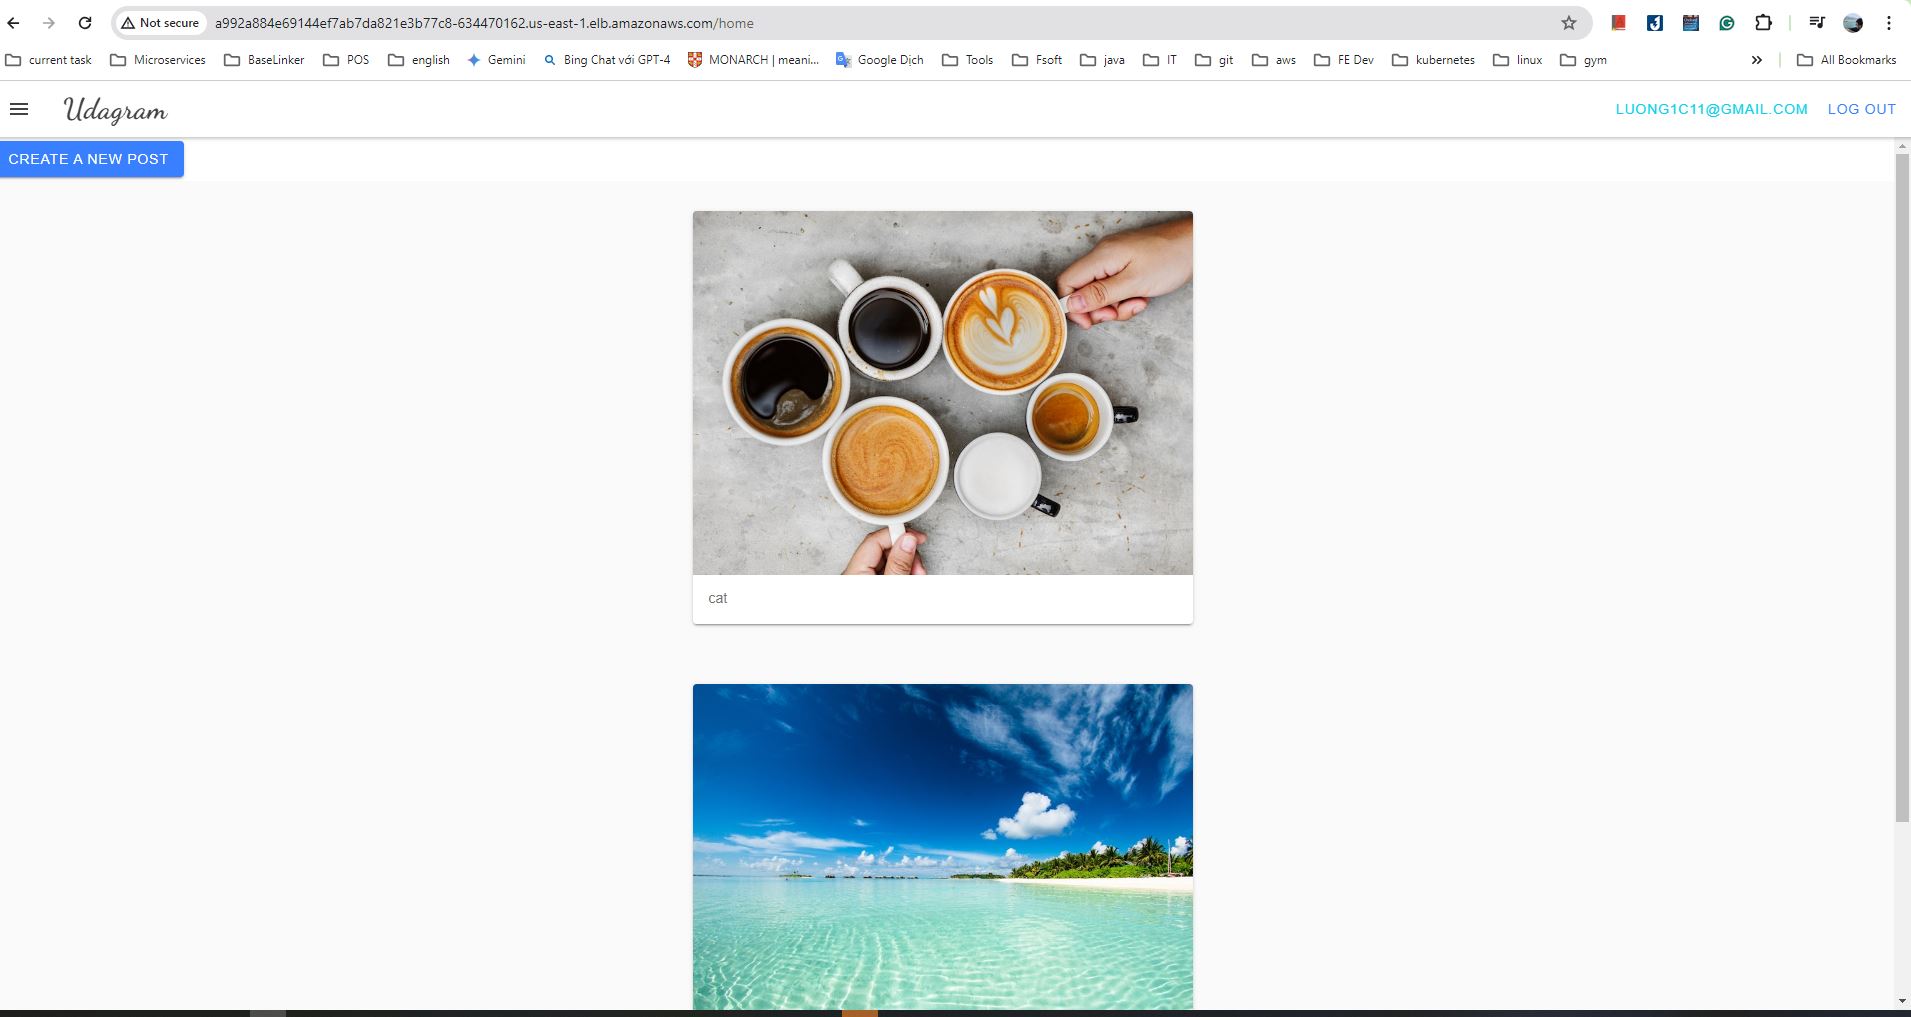 Not secure a992a884e69144ef7ab7da821e3b77c8-634470162.us-east-1.elb.amazonaws.com/home
current task Microservices BaseLinker POS english Gemini Bing Chat với GPT-4 MONARCH | meani... Google Dịch Tools Fsoft java IT git aws FE Dev kubernetes linux gym » All Bookmarks
Udagram LUONG1C11@GMAIL.COM LOG OUT
CREATE A NEW POST
cat